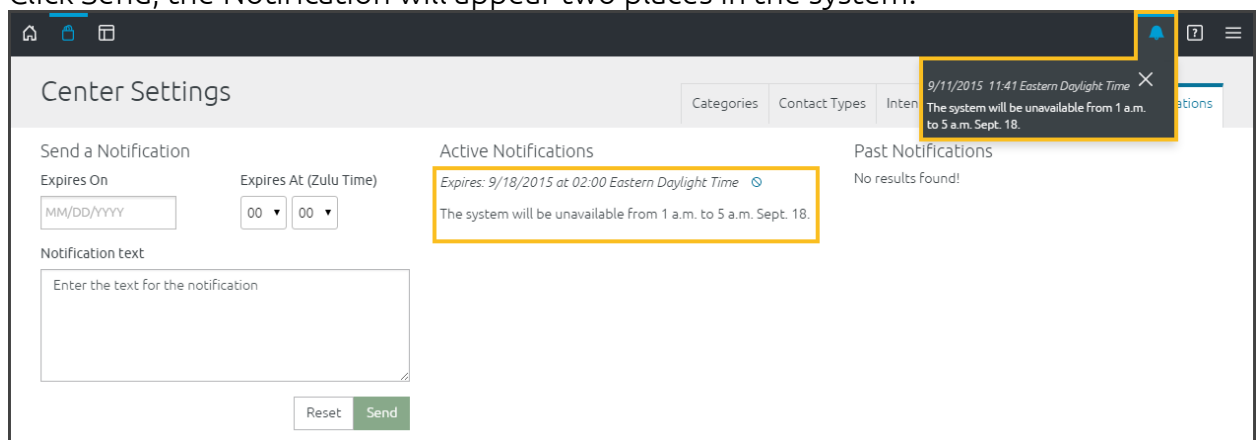 Click Send, the Notification will appear two places in the system.
?
9/11/2015 11:41 Eastern Daylight Time
The system will be unavailable from 1 a.m.
to 5 a.m. Sept. 18.
Center Settings
Categories
Contact Types
Send a Notification
Active Notifications
Past Notifications
Expires On
Expires At (Zulu Time)
Expires: 9/18/2015 at 02:00 Eastern Daylight Time
No results found!
MM/DD/YYYY
00
00
The system will be unavailable from 1 a.m. to 5 a.m. Sept. 18.
Notification text
Enter the text for the notification
Reset
Send